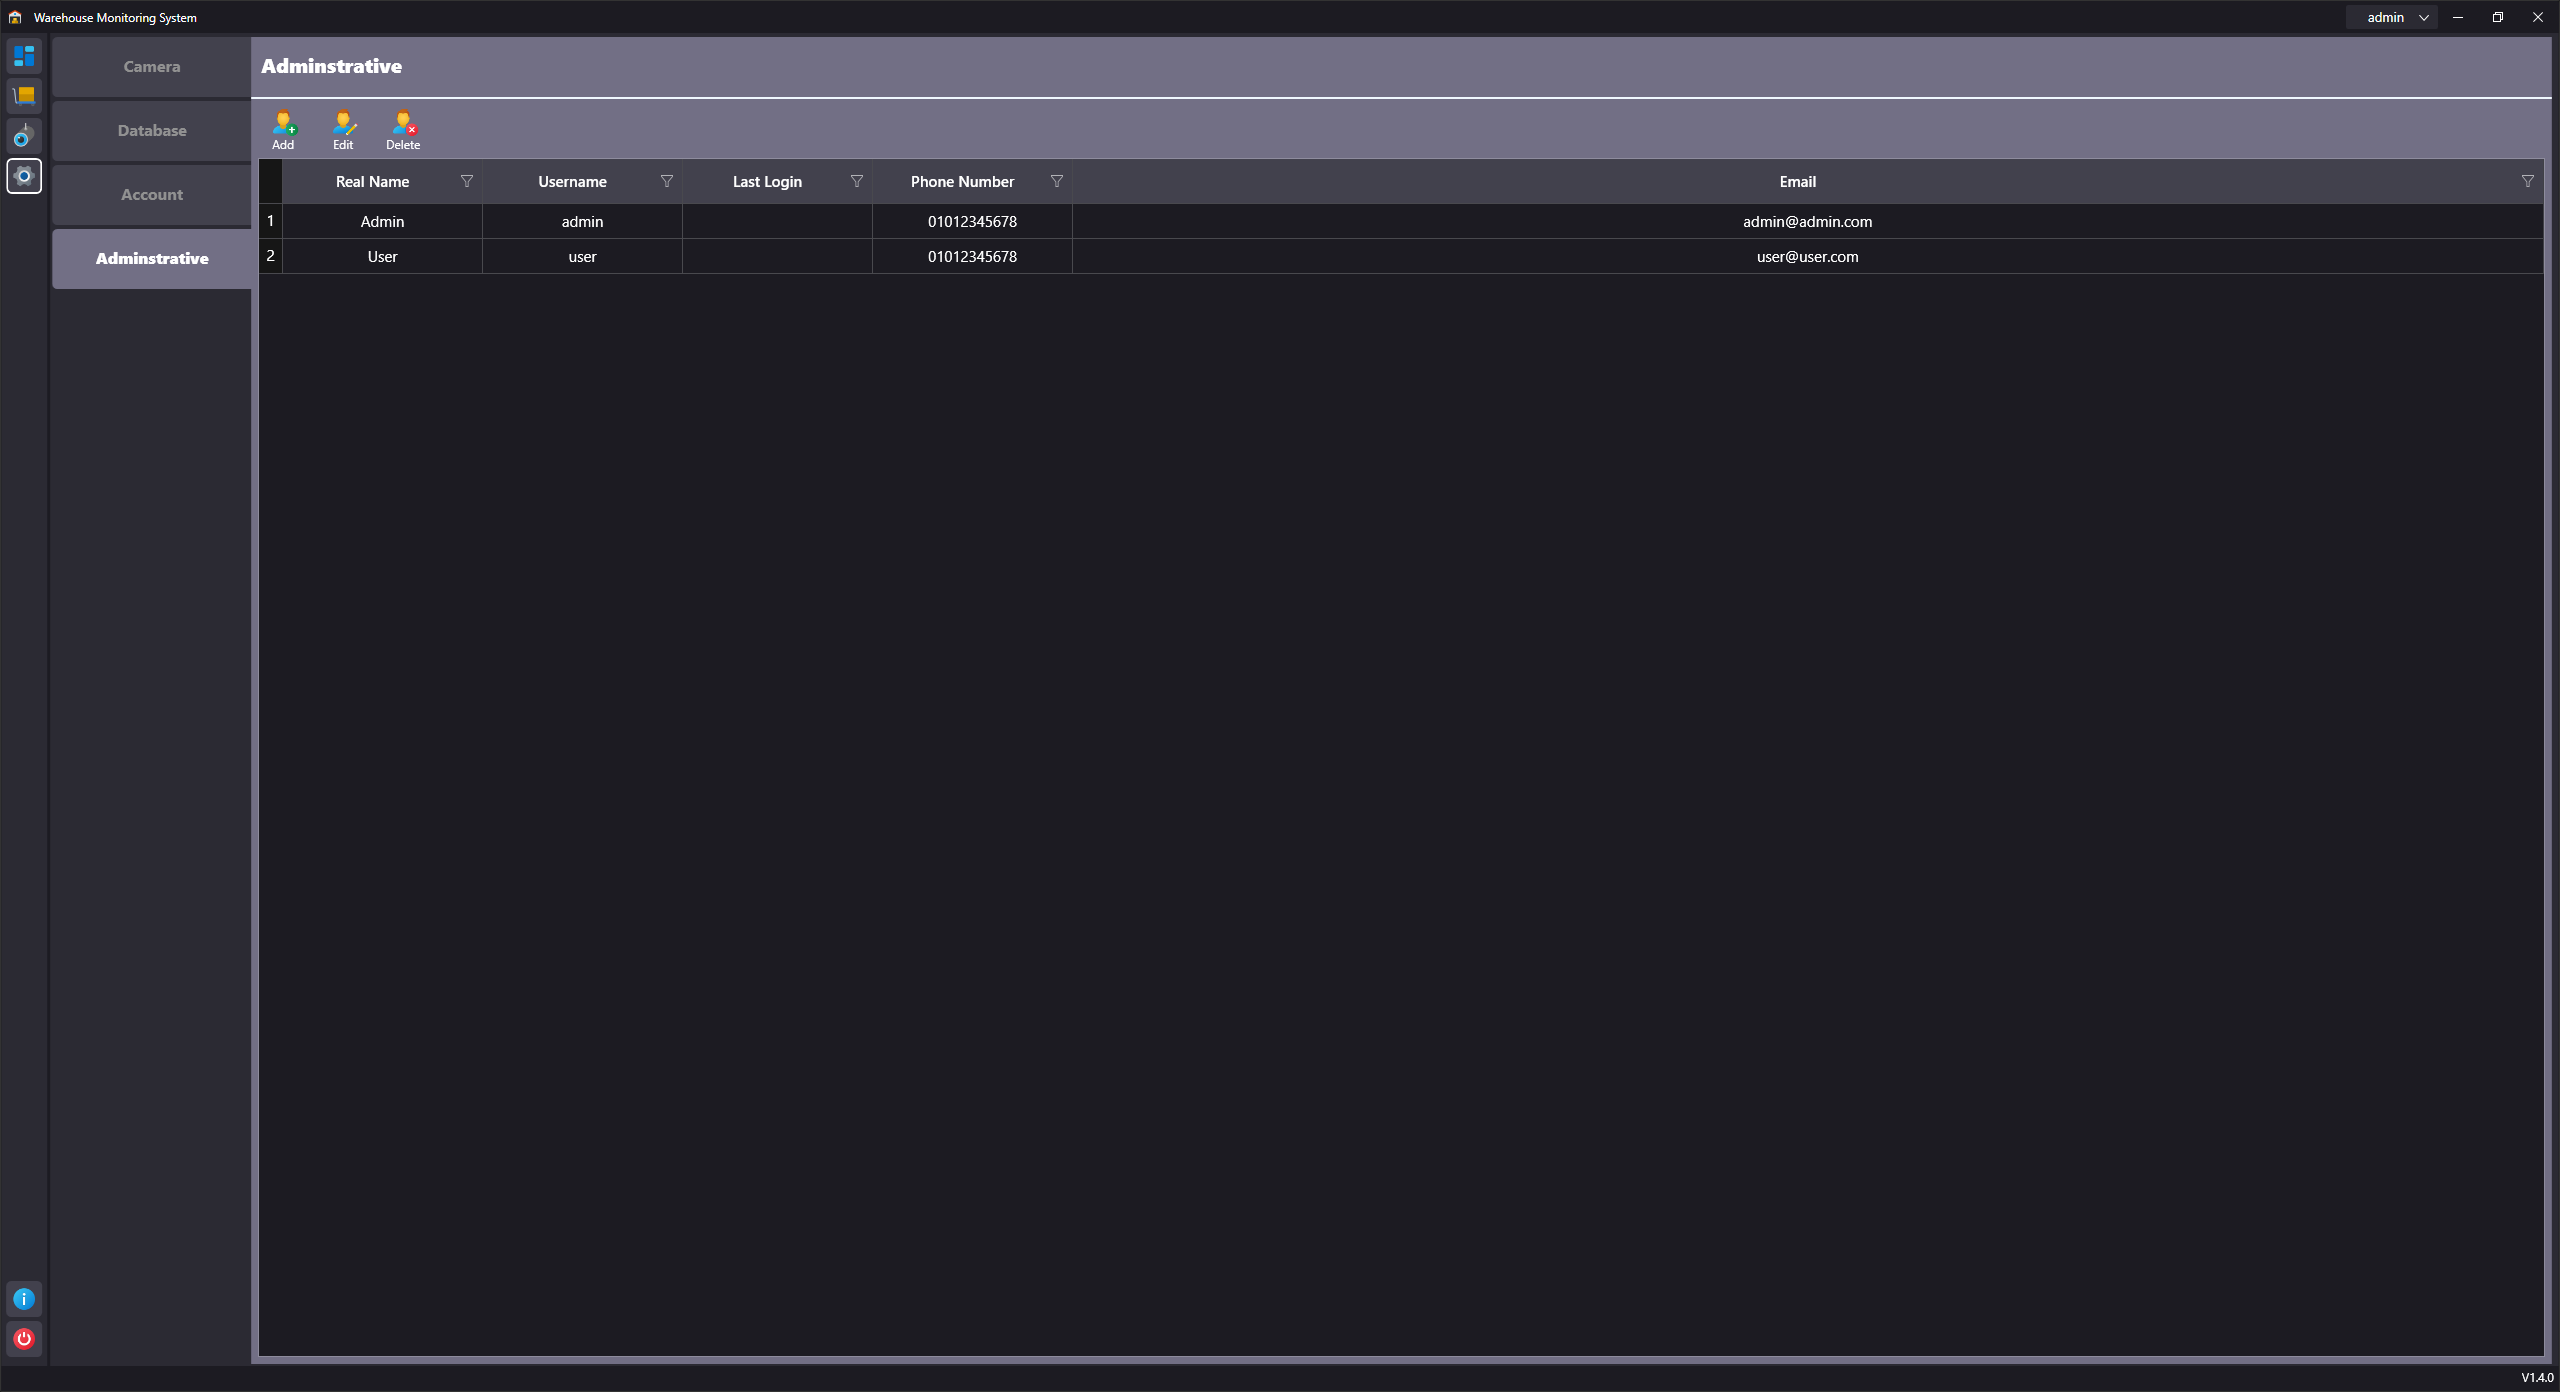 Warehouse Monitoring System
admin
Camera
Database
Account
Adminstrative
Adminstrative
Add Edit Delete
Real Name Username Last Login Phone Number Email
1 Admin admin 01012345678 admin@admin.com
2 User user 01012345678 user@user.com
V1.4.0